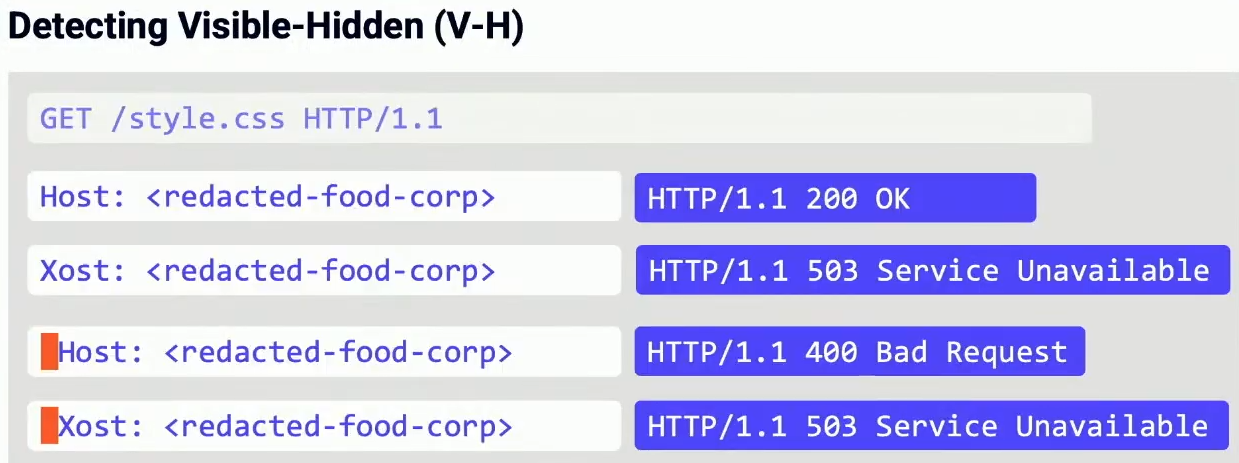 Detecting Visible-Hidden (V-H)
GET /style.css HTTP/1.1
Host: <redacted-food-corp> HTTP/1.1 200 OK
Xost: <redacted-food-corp> HTTP/1.1 503 Service Unavailable
Host: <redacted-food-corp> HTTP/1.1 400 Bad Request
Xost: <redacted-food-corp> HTTP/1.1 503 Service Unavailable